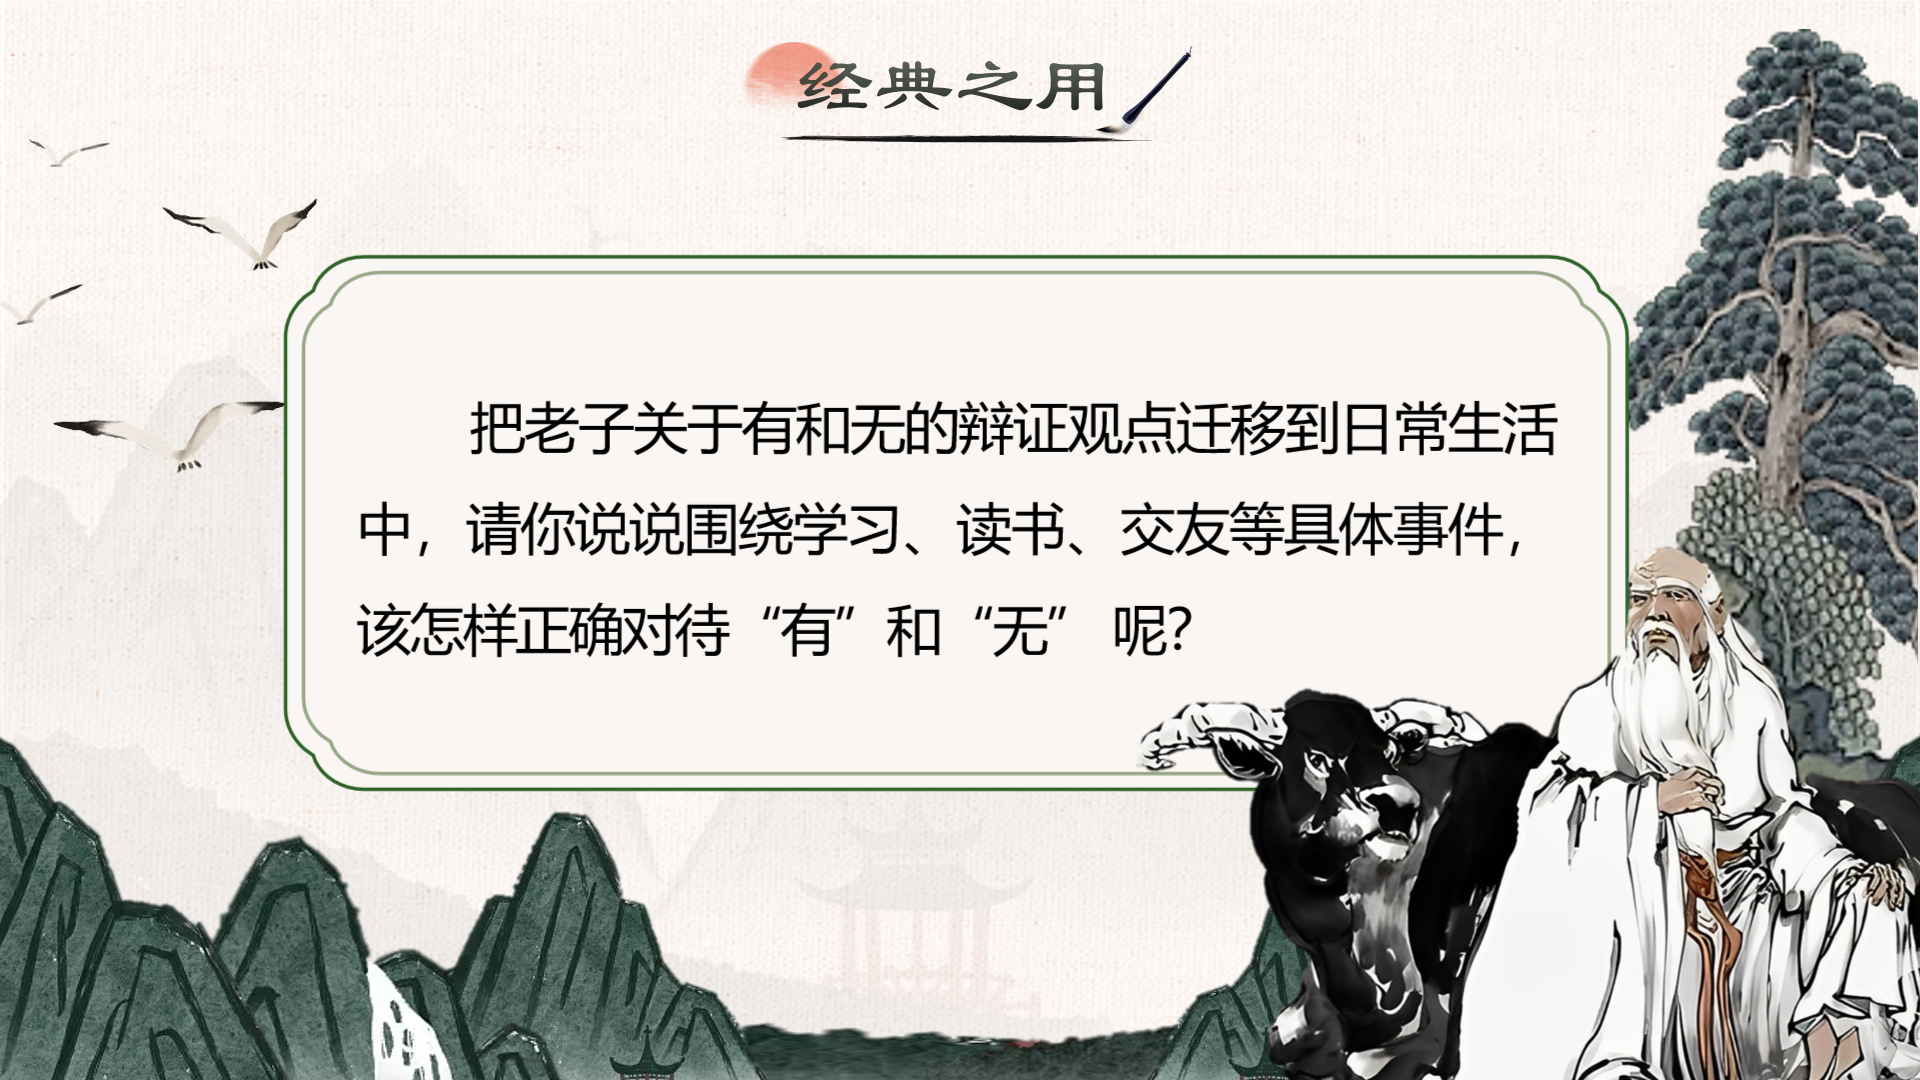 经典之用
把老子关于有和无的辩证观点迁移到日常生活
中，请你说说围绕学习、读书、交友等具体事件，
该怎样正确对待“有”和“无” 呢?